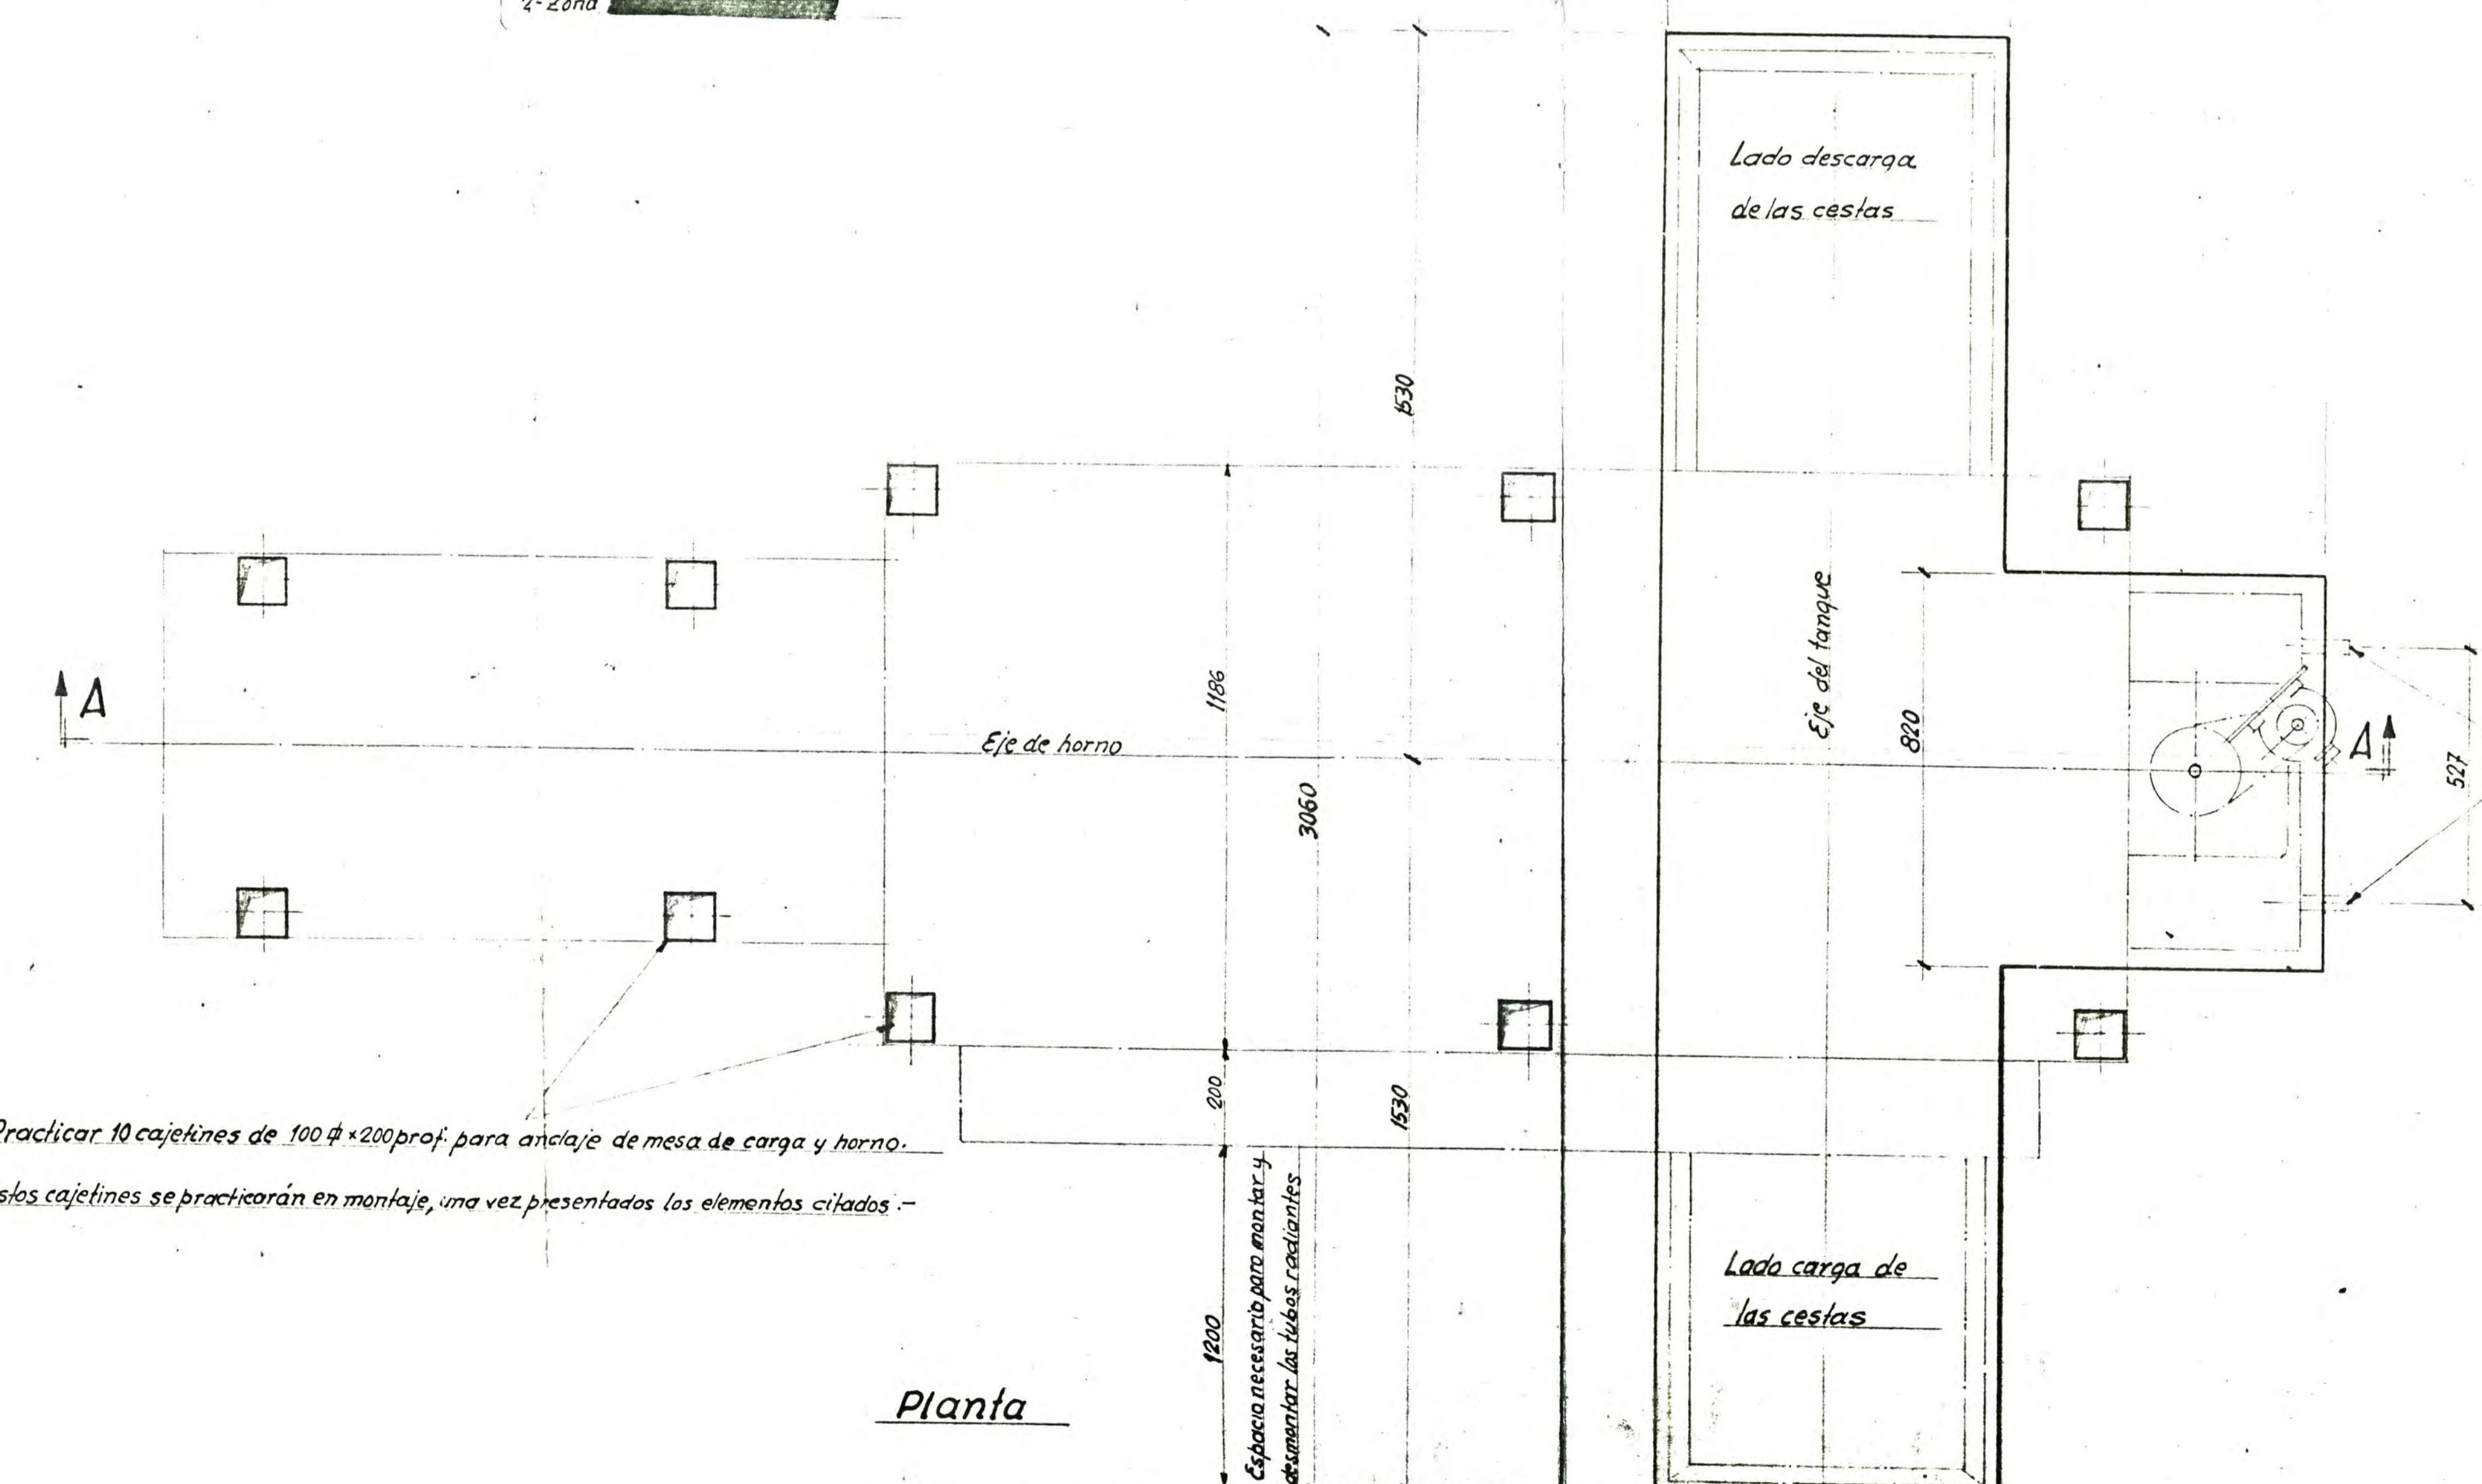 2ª Zona
Lado descarga
de las cestas
1530
1186
Eje del tanque
820
A
Eje de horno
A
527
3060
200
1530
Practicar 10 cajetines de 100 ⌀ × 200 prof. para anclaje de mesa de carga y horno.
stos cajetines se practicarán en montaje, una vez presentados los elementos citados.-
Espacio necesario para montar y
desmontar los tubos radiantes
1200
Lado carga de
las cestas
Planta